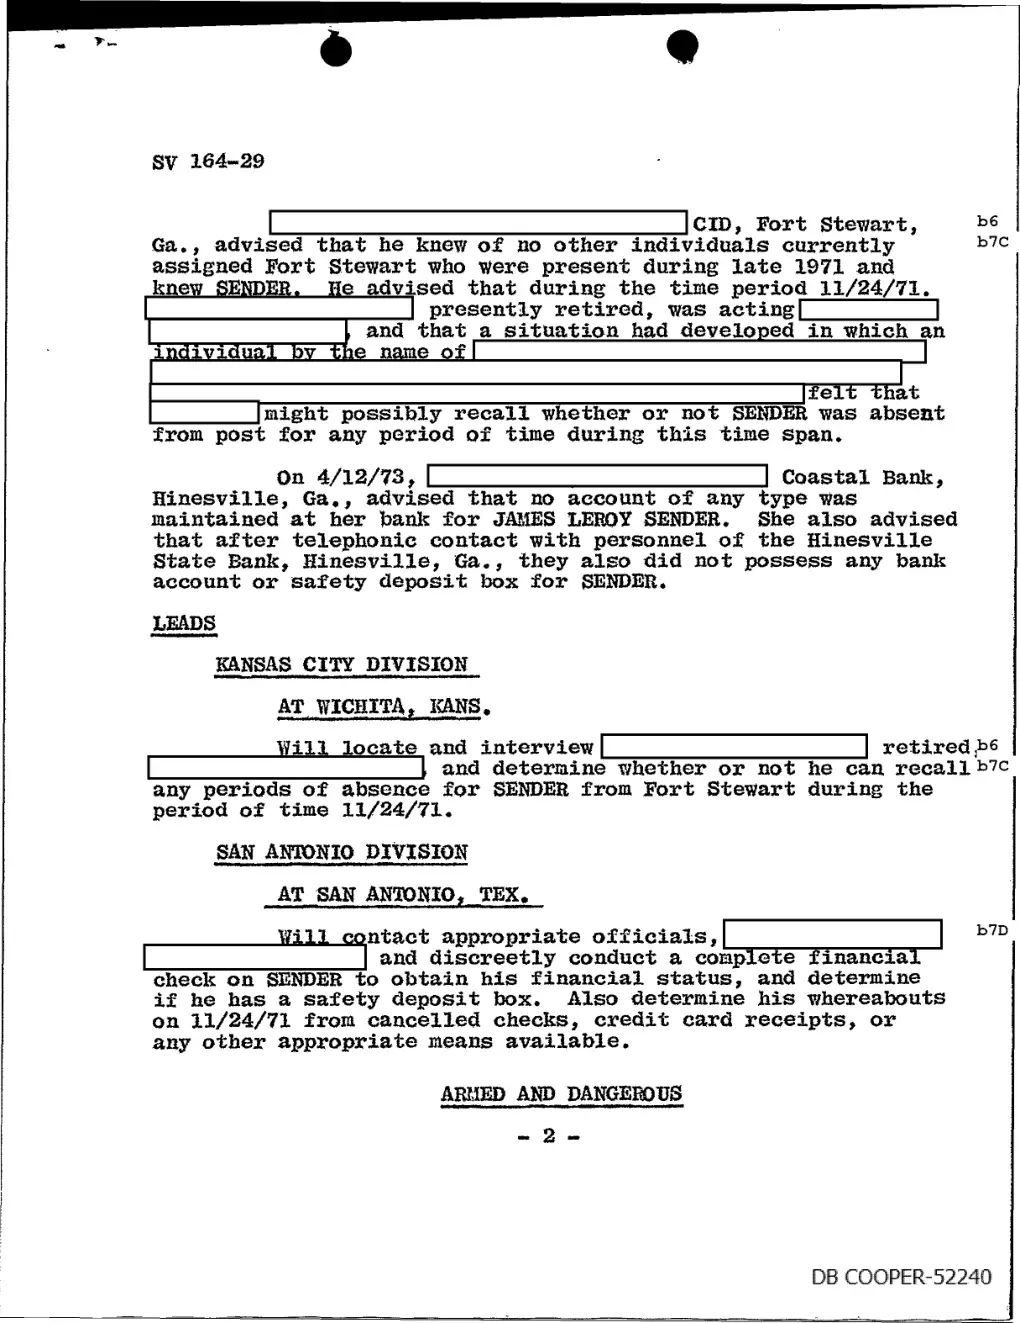 SV 164-29
CID, Fort Stewart, b6
Ga., advised that he knew of no other individuals currently b7C
assigned Fort Stewart who were present during late 1971 and
knew SENDER. He advised that during the time period 11/24/71.
presently retired, was acting
, and that a situation had developed in which an
individual by the name of
felt that
might possibly recall whether or not SENDER was absent
from post for any period of time during this time span.
On 4/12/73, Coastal Bank,
Hinesville, Ga., advised that no account of any type was
maintained at her bank for JAMES LEROY SENDER. She also advised
that after telephonic contact with personnel of the Hinesville
State Bank, Hinesville, Ga., they also did not possess any bank
account or safety deposit box for SENDER.
LEADS
KANSAS CITY DIVISION
AT WICHITA, KANS.
Will locate and interview retired, b6
, and determine whether or not he can recall b7C
any periods of absence for SENDER from Fort Stewart during the
period of time 11/24/71.
SAN ANTONIO DIVISION
AT SAN ANTONIO, TEX.
Will contact appropriate officials, b7D
and discreetly conduct a complete financial
check on SENDER to obtain his financial status, and determine
if he has a safety deposit box. Also determine his whereabouts
on 11/24/71 from cancelled checks, credit card receipts, or
any other appropriate means available.
ARMED AND DANGEROUS
- 2 -
DB COOPER-52240